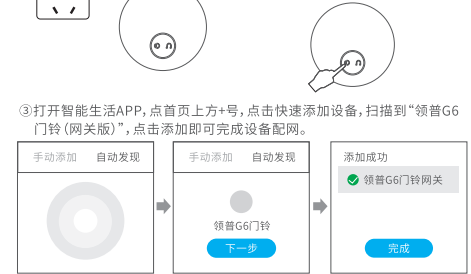 ③打开智能生活APP，点首页上方+号，点击快速添加设备，扫描到“领普G6
门铃（网关版）”，点击添加即可完成设备配网。
手动添加 自动发现
领普G6门铃
下一步
手动添加 自动发现
添加成功
领普G6门铃网关
完成